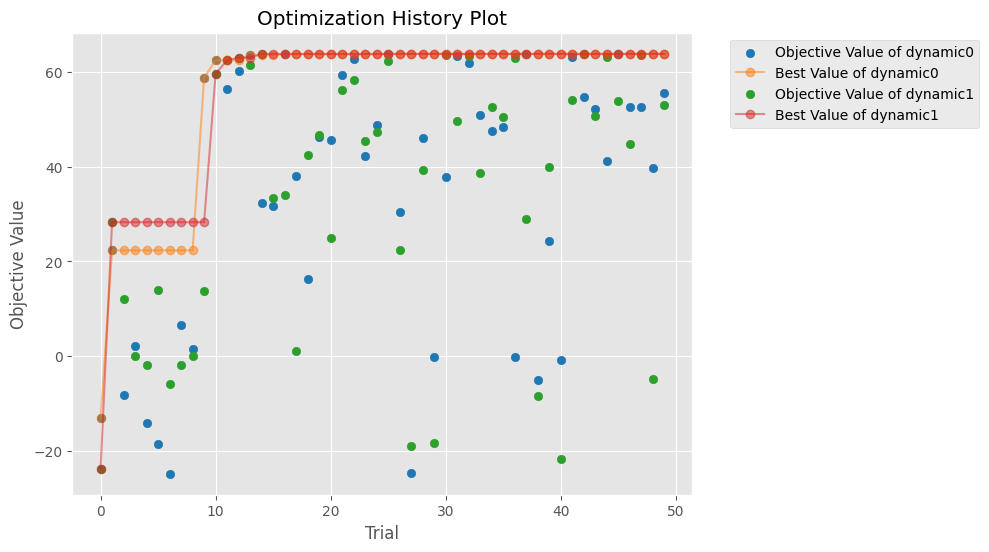 Optimization History Plot
Objective Value of dynamic0
Best Value of dynamic0
Objective Value of dynamic1
Best Value of dynamic1
Objective Value
60
40
20
0
−20
0 10 20 30 40 50
Trial